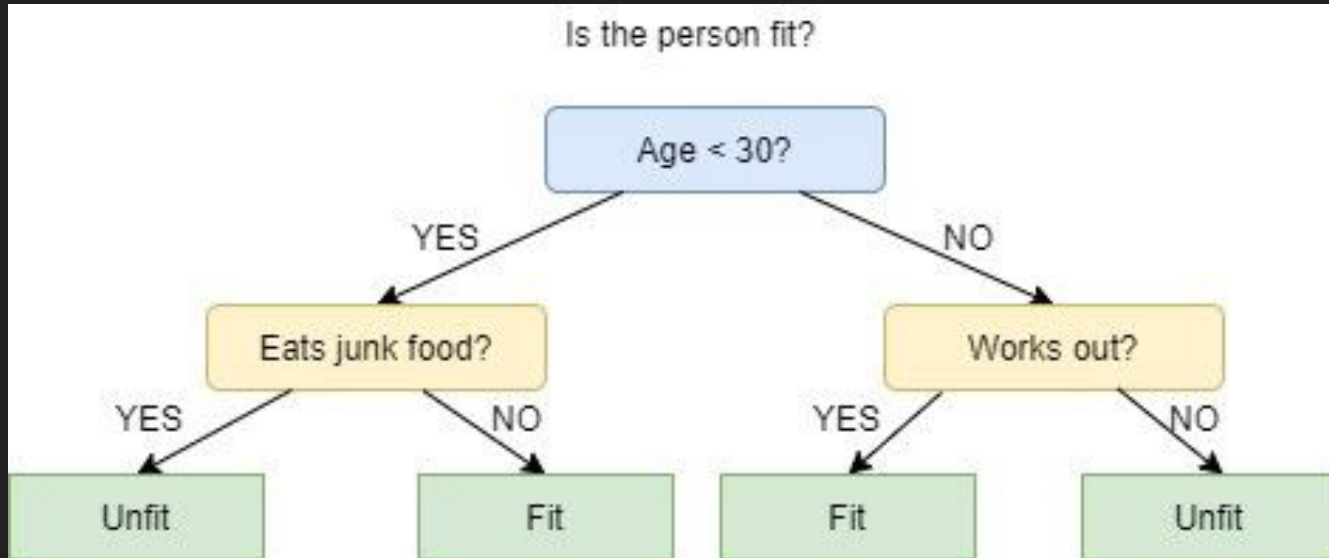 Is the person fit?
Age < 30?
YES
NO
Eats junk food?
Works out?
YES
NO
YES
NO
Unfit
Fit
Fit
Unfit